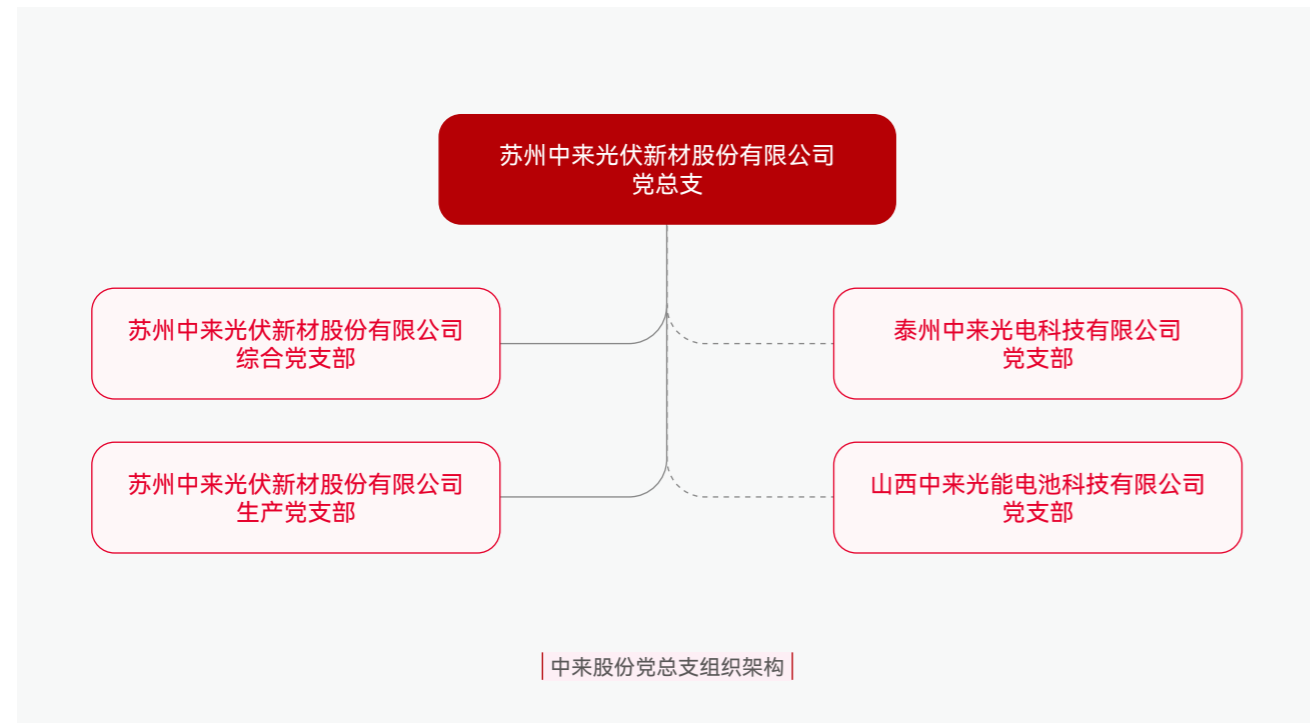 苏州中来光伏新材股份有限公司
党总支
苏州中来光伏新材股份有限公司
综合党支部
泰州中来光电科技有限公司
党支部
苏州中来光伏新材股份有限公司
生产党支部
山西中来光能电池科技有限公司
党支部
中来股份党总支组织架构